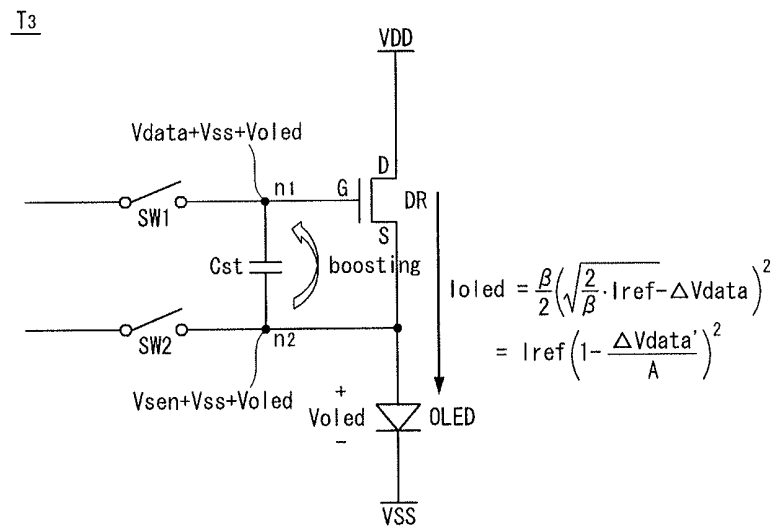 T3
VDD
Vdata+Vss+Voled
D
n1
G
DR
SW1
S
Cst
boosting
Ioled = β/2(√(2/β)·Iref-ΔVdata)²
= Iref(1-ΔVdata'/A)²
SW2
n2
Vsen+Vss+Voled
+
Voled
OLED
-
VSS